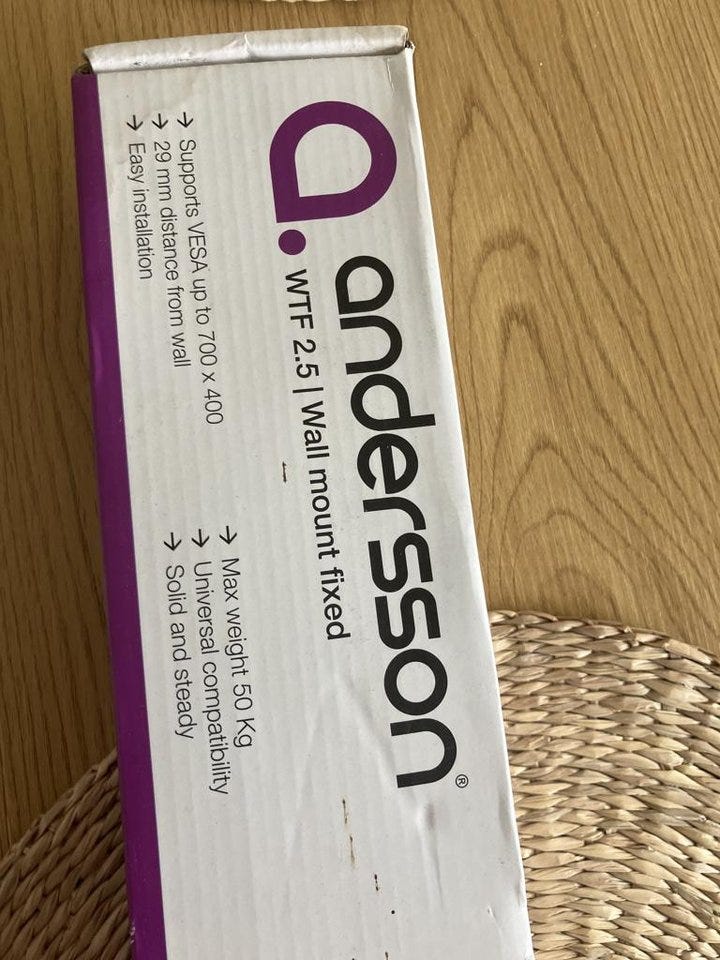 a.
andersson®
WTF 2.5 | Wall mount fixed
→ Supports VESA up to 700 x 400
→ 29 mm distance from wall
→ Easy installation
→ Max weight 50 Kg
→ Universal compatibility
→ Solid and steady